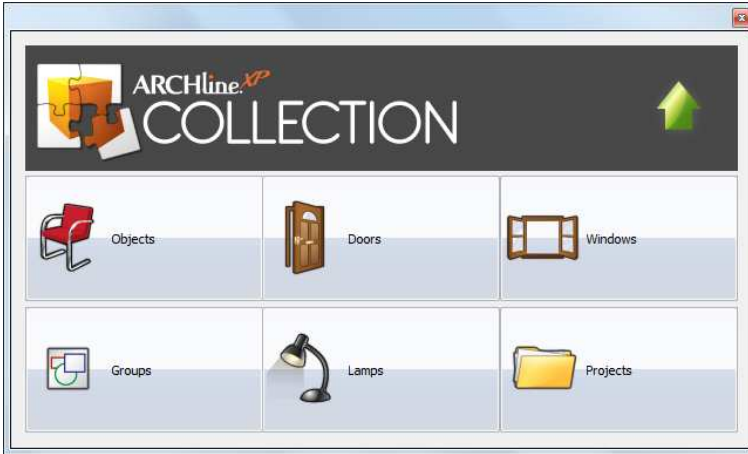 ARCHline.XP
COLLECTION
Objects
Doors
Windows
Groups
Lamps
Projects